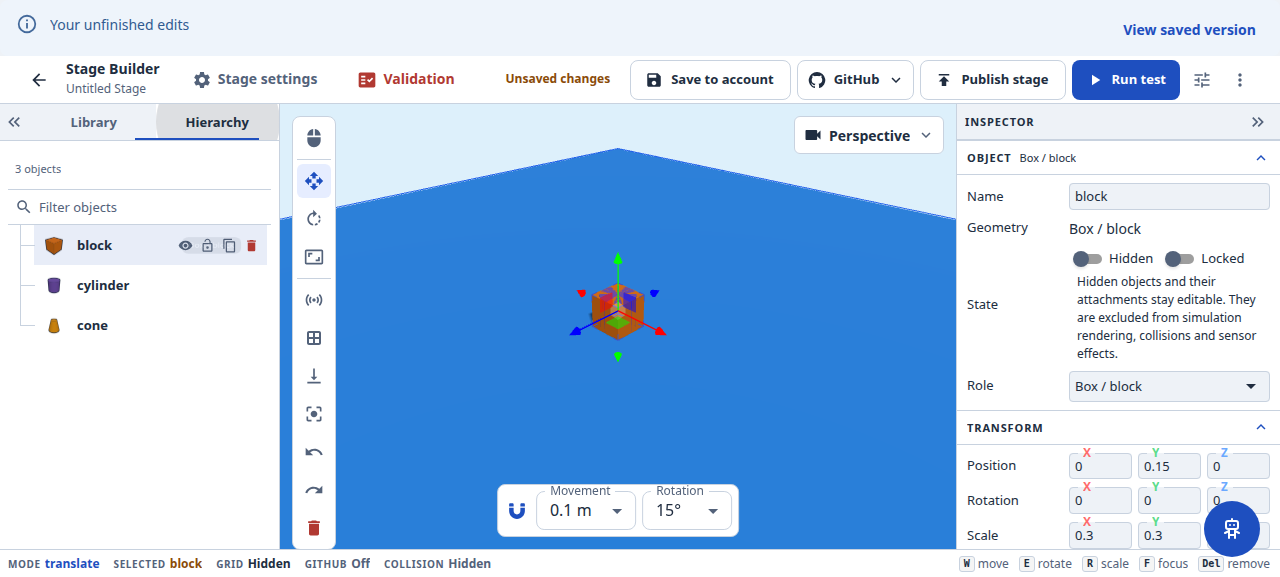 Your unfinished edits
View saved version
Stage Builder
Untitled Stage
Stage settings
Validation
Unsaved changes
Save to account
GitHub
Publish stage
Run test
Library
Hierarchy
3 objects
Filter objects
block
cylinder
cone
Perspective
Movement
0.1 m
Rotation
15°
INSPECTOR
OBJECT Box / block
Name block
Geometry Box / block
Hidden Locked
State
Hidden objects and their
attachments stay editable. They
are excluded from simulation
rendering, collisions and sensor
effects.
Role Box / block
TRANSFORM
X Y Z
Position 0 0.15 0
X Y Z
Rotation 0 0 0
X Y
Scale 0.3 0.3
MODE translate SELECTED block GRID Hidden GITHUB Off COLLISION Hidden
W move E rotate R scale F focus Del remove